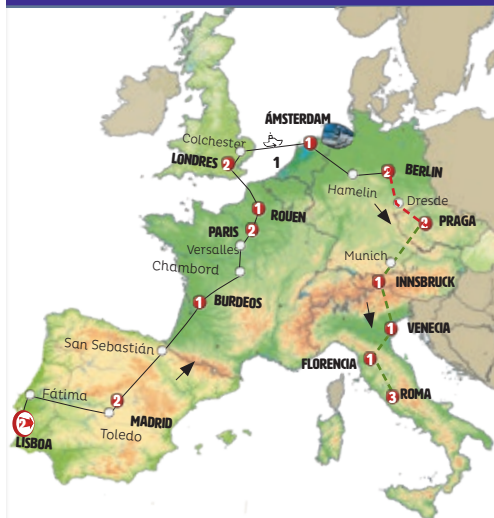 ÁMSTERDAM
1
Colchester
1
LONDRES 2
2 BERLIN
Hamelin
Dresde
1 ROUEN
PARIS 2
2 PRAGA
Versalles
Munich
Chambord
1 INNSBRUCK
1 BURDEOS
1 VENECIA
San Sebastián
FLORENCIA 1
Fátima
2
3 ROMA
MADRID
2
Toledo
LISBOA